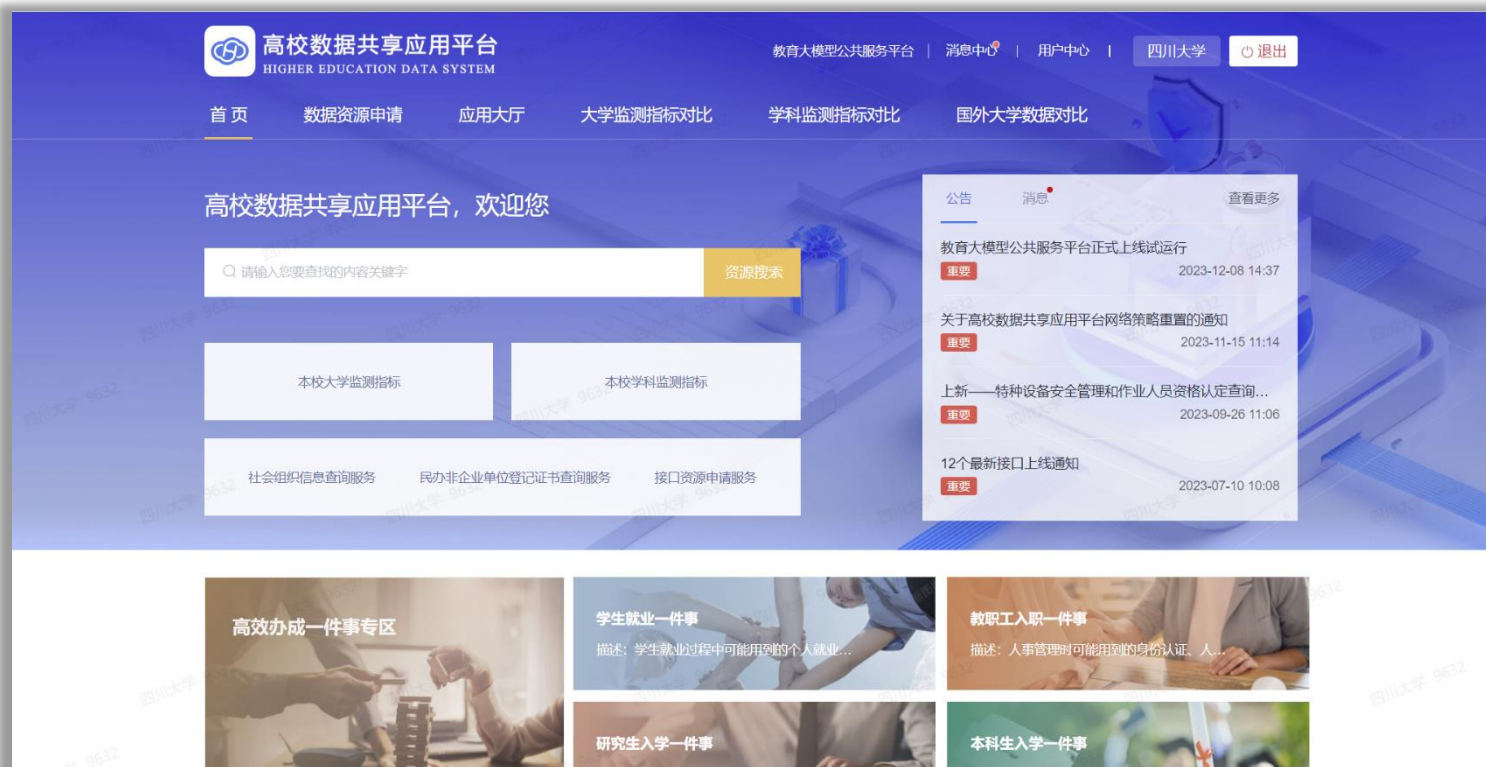 高校数据共享应用平台
HIGHER EDUCATION DATA SYSTEM
教育大模型公共服务平台 | 消息中心 | 用户中心 | 四川大学 退出
首 页 数据资源申请 应用大厅 大学监测指标对比 学科监测指标对比 国外大学数据对比
高校数据共享应用平台，欢迎您
请输入您要查找的内容关键字 资源搜索
本校大学监测指标 本校学科监测指标
社会组织信息查询服务 民办非企业单位登记证书查询服务 接口资源申请服务
公告 消息 查看更多
教育大模型公共服务平台正式上线试运行
重要 2023-12-08 14:37
关于高校数据共享应用平台网络策略重置的通知
重要 2023-11-15 11:14
上新——特种设备安全管理和作业人员资格认定查询...
重要 2023-09-26 11:06
12个最新接口上线通知
重要 2023-07-10 10:08
高效办成一件事专区
学生就业一件事
描述：学生就业过程中可能用到的个人就业...
教职工入职一件事
描述：人事管理时可能用到的身份认证、人...
研究生入学一件事
本科生入学一件事
四川大学 9632